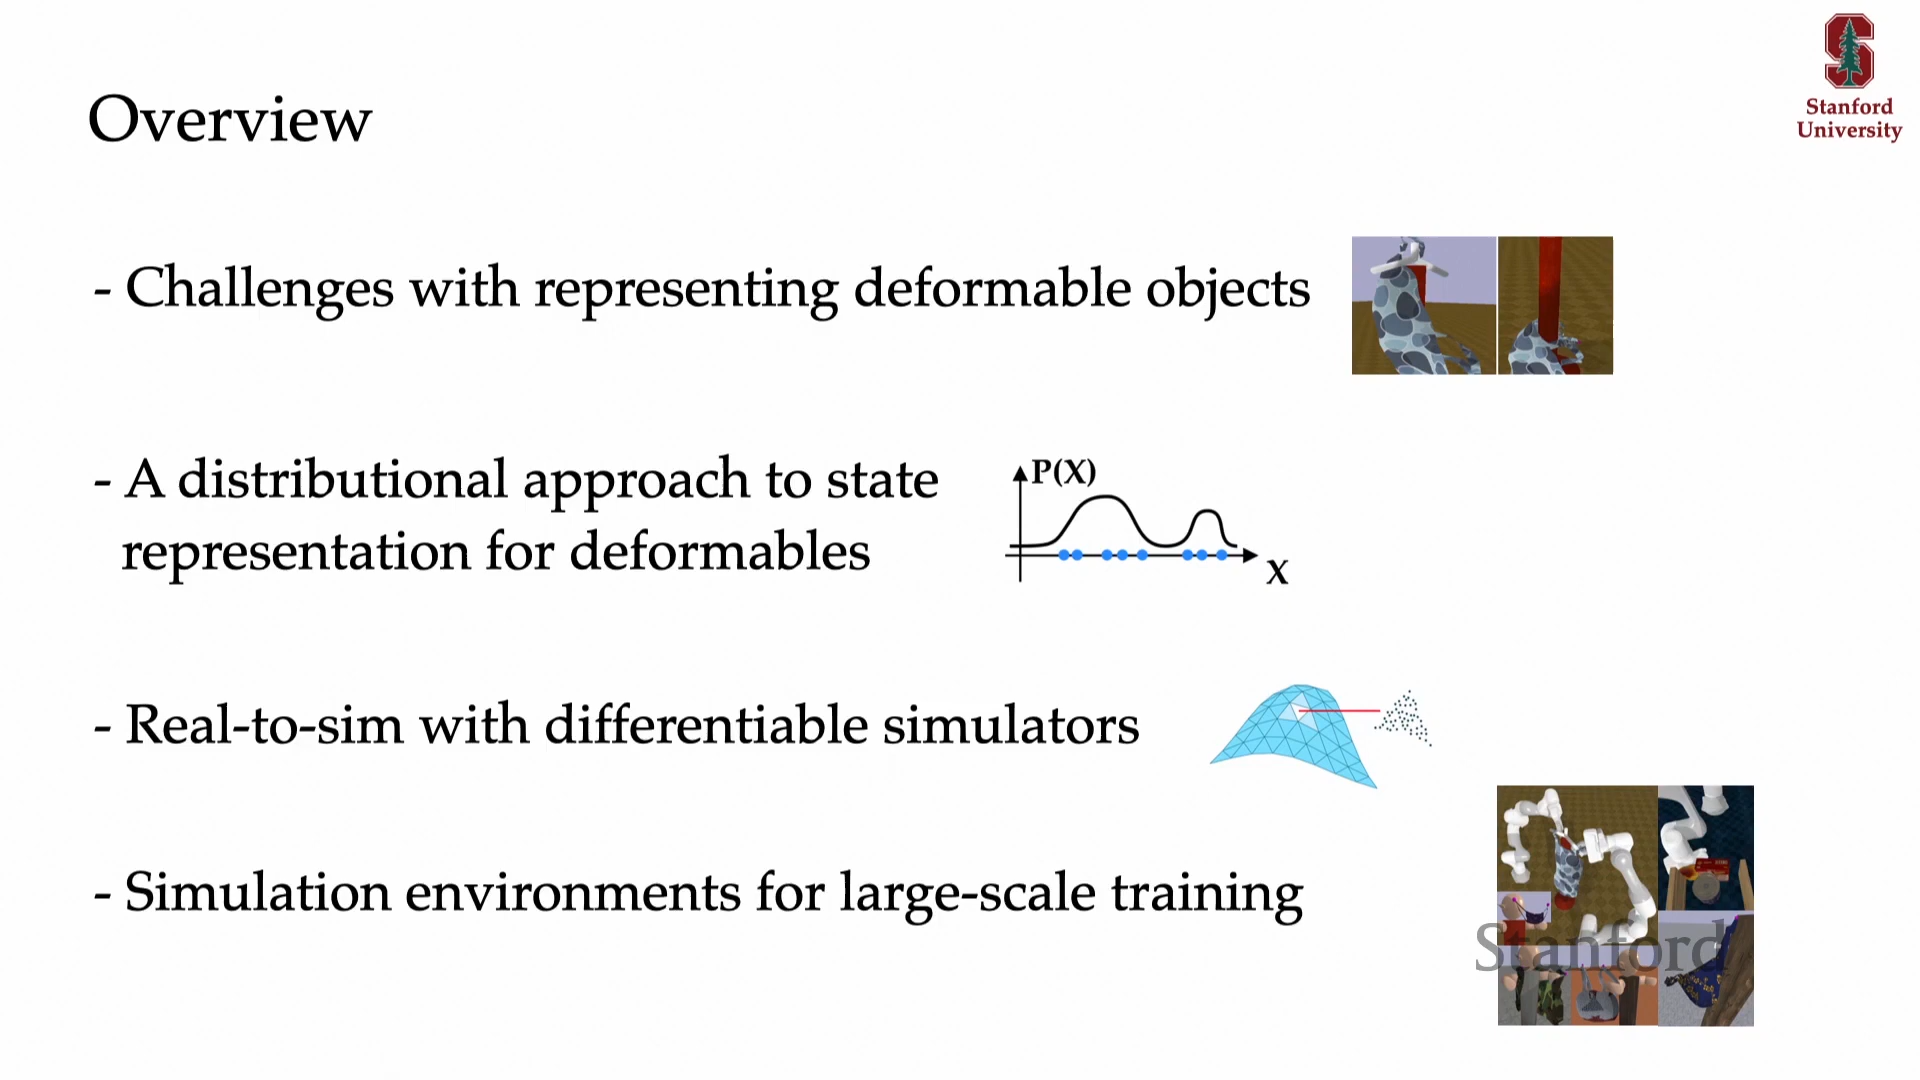 Stanford
University
Overview
- Challenges with representing deformable objects
- A distributional approach to state
representation for deformables
P(X)
X
- Real-to-sim with differentiable simulators
- Simulation environments for large-scale training
Stanford